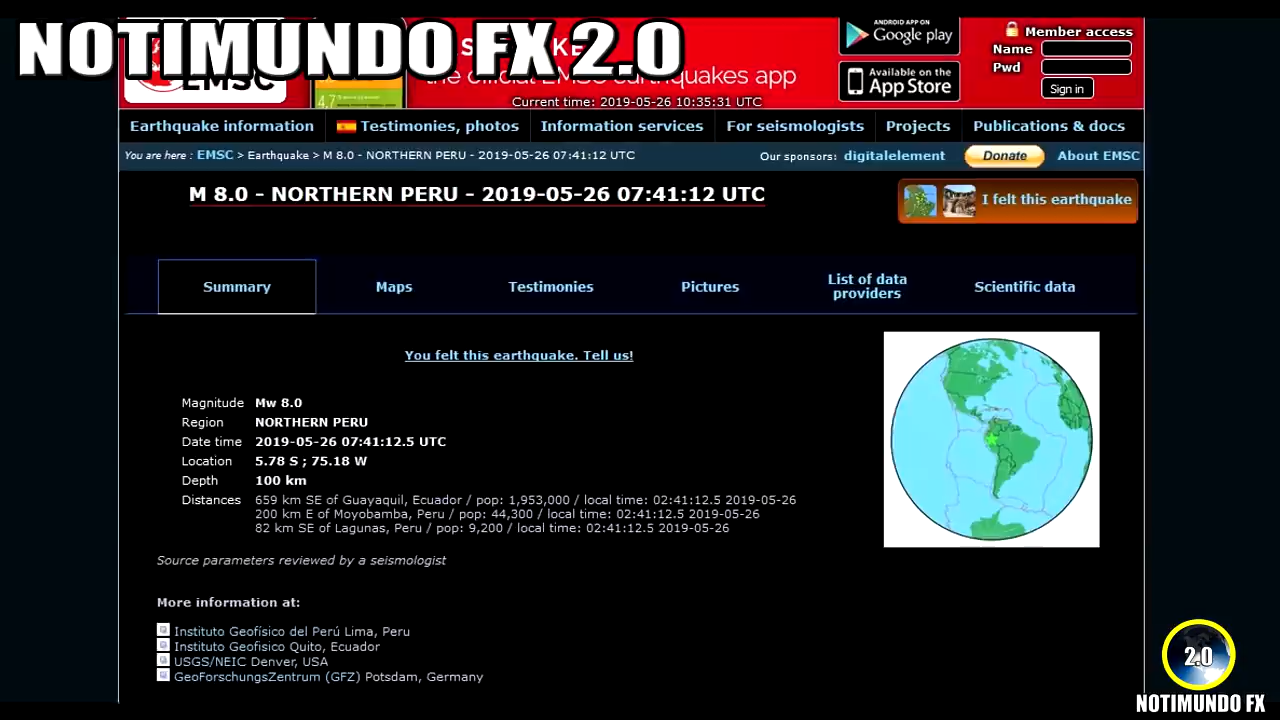 NOTIMUNDO FX 2.0
EMSC
the official EMSC earthquakes app
4.7
Current time: 2019-05-26 10:35:31 UTC
ANDROID APP ON
Google play
Available on the
App Store
Member access
Name
Pwd
Sign in
Earthquake information
Testimonies, photos
Information services
For seismologists
Projects
Publications & docs
You are here : EMSC > Earthquake > M 8.0 - NORTHERN PERU - 2019-05-26 07:41:12 UTC
Our sponsors: digitalelement
Donate
About EMSC
M 8.0 - NORTHERN PERU - 2019-05-26 07:41:12 UTC
I felt this earthquake
Summary
Maps
Testimonies
Pictures
List of data
providers
Scientific data
You felt this earthquake. Tell us!
Magnitude Mw 8.0
Region NORTHERN PERU
Date time 2019-05-26 07:41:12.5 UTC
Location 5.78 S ; 75.18 W
Depth 100 km
Distances 659 km SE of Guayaquil, Ecuador / pop: 1,953,000 / local time: 02:41:12.5 2019-05-26
200 km E of Moyobamba, Peru / pop: 44,300 / local time: 02:41:12.5 2019-05-26
82 km SE of Lagunas, Peru / pop: 9,200 / local time: 02:41:12.5 2019-05-26
Source parameters reviewed by a seismologist
More information at:
Instituto Geofísico del Perú Lima, Peru
Instituto Geofisico Quito, Ecuador
USGS/NEIC Denver, USA
GeoForschungsZentrum (GFZ) Potsdam, Germany
2.0
NOTIMUNDO FX